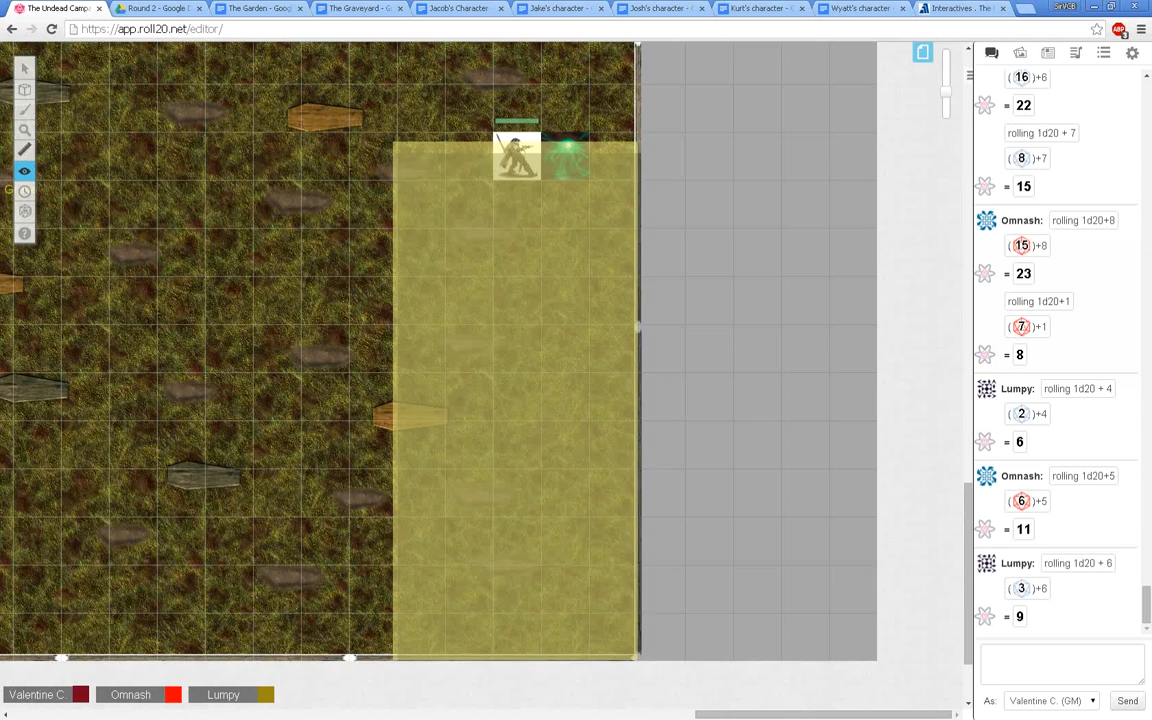 The Undead Camp
Round 2 - Google D
The Garden - Goog
The Graveyard - G
Jacob's Character
Jake's character -
Josh's character -
Kurt's character -
Wyatt's character
Interactives . The
SirVCB
https://app.roll20.net/editor/
ABP
3
G
(16)+6
= 22
rolling 1d20 + 7
(8)+7
= 15
Omnash: rolling 1d20+8
(15)+8
= 23
rolling 1d20+1
(7)+1
= 8
Lumpy: rolling 1d20 + 4
(2)+4
= 6
Omnash: rolling 1d20+5
(6)+5
= 11
Lumpy: rolling 1d20 + 6
(3)+6
= 9
Valentine C.
Omnash
Lumpy
As: Valentine C. (GM)
Send